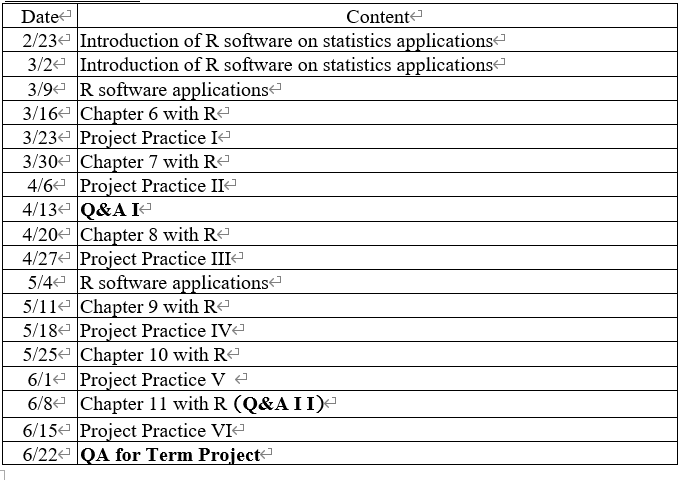 Date Content
2/23 Introduction of R software on statistics applications
3/2 Introduction of R software on statistics applications
3/9 R software applications
3/16 Chapter 6 with R
3/23 Project Practice I
3/30 Chapter 7 with R
4/6 Project Practice II
4/13 Q&A I
4/20 Chapter 8 with R
4/27 Project Practice III
5/4 R software applications
5/11 Chapter 9 with R
5/18 Project Practice IV
5/25 Chapter 10 with R
6/1 Project Practice V
6/8 Chapter 11 with R (Q&A I I)
6/15 Project Practice VI
6/22 QA for Term Project